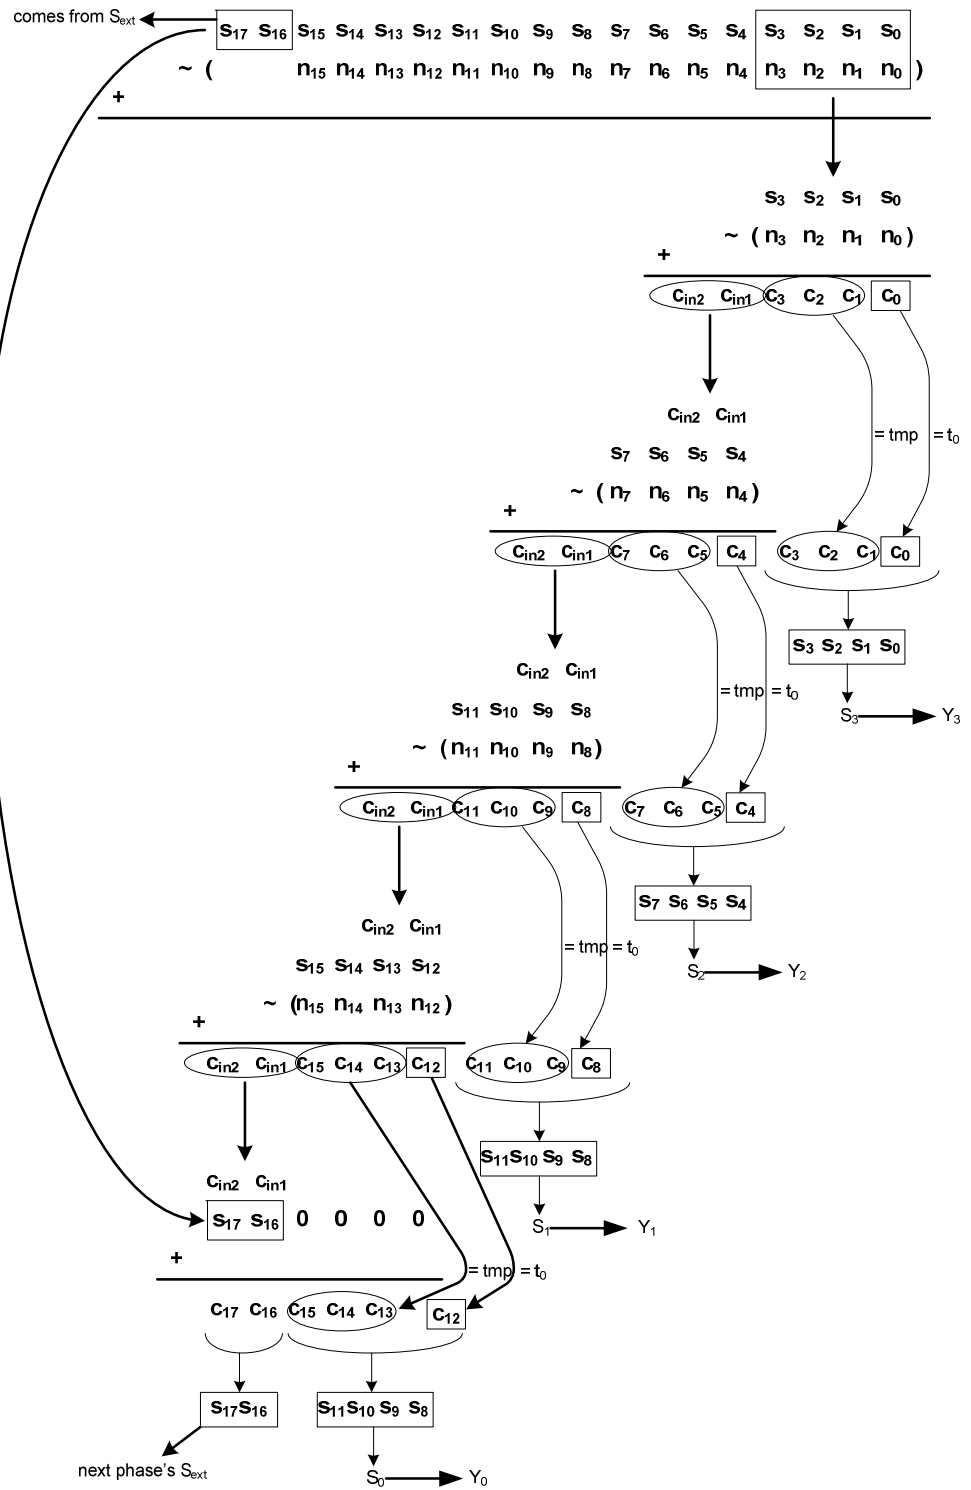 comes from Sext
s17 s16 s15 s14 s13 s12 s11 s10 s9 s8 s7 s6 s5 s4 s3 s2 s1 s0
~ ( n15 n14 n13 n12 n11 n10 n9 n8 n7 n6 n5 n4 n3 n2 n1 n0 )
+
s3 s2 s1 s0
~ ( n3 n2 n1 n0 )
+
cin2 cin1 c3 c2 c1 c0
cin2 cin1
= tmp = t0
s7 s6 s5 s4
~ ( n7 n6 n5 n4 )
+
cin2 cin1 c7 c6 c5 c4 c3 c2 c1 c0
s3 s2 s1 s0
cin2 cin1
= tmp = t0
s11 s10 s9 s8
S3 Y3
~ ( n11 n10 n9 n8 )
+
cin2 cin1 c11 c10 c9 c8 c7 c6 c5 c4
s7 s6 s5 s4
cin2 cin1
= tmp = t0
s15 s14 s13 s12
S2 Y2
~ (n15 n14 n13 n12 )
+
cin2 cin1 c15 c14 c13 c12 c11 c10 c9 c8
s11 s10 s9 s8
cin2 cin1
s17 s16 0 0 0 0
S1 Y1
+
= tmp = t0
c17 c16 c15 c14 c13 c12
s17 s16 s11 s10 s9 s8
next phase's Sext
S0 Y0